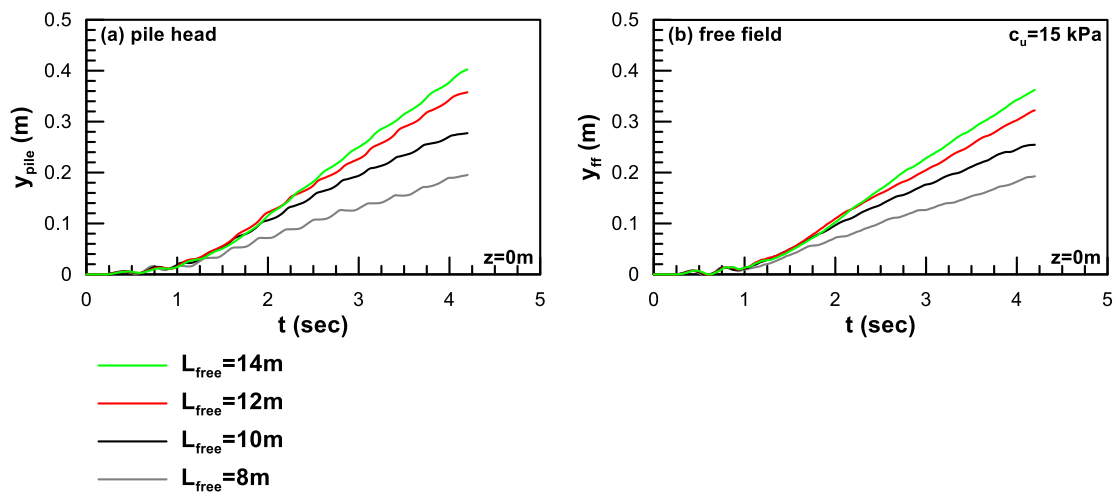 (a) pile head
0.5
0.4
0.3
0.2
0.1
0
y_pile (m)
z=0m
0 1 2 3 4 5
t (sec)
(b) free field
c_u=15 kPa
0.5
0.4
0.3
0.2
0.1
0
y_ff (m)
z=0m
0 1 2 3 4 5
t (sec)
L_free=14m
L_free=12m
L_free=10m
L_free=8m